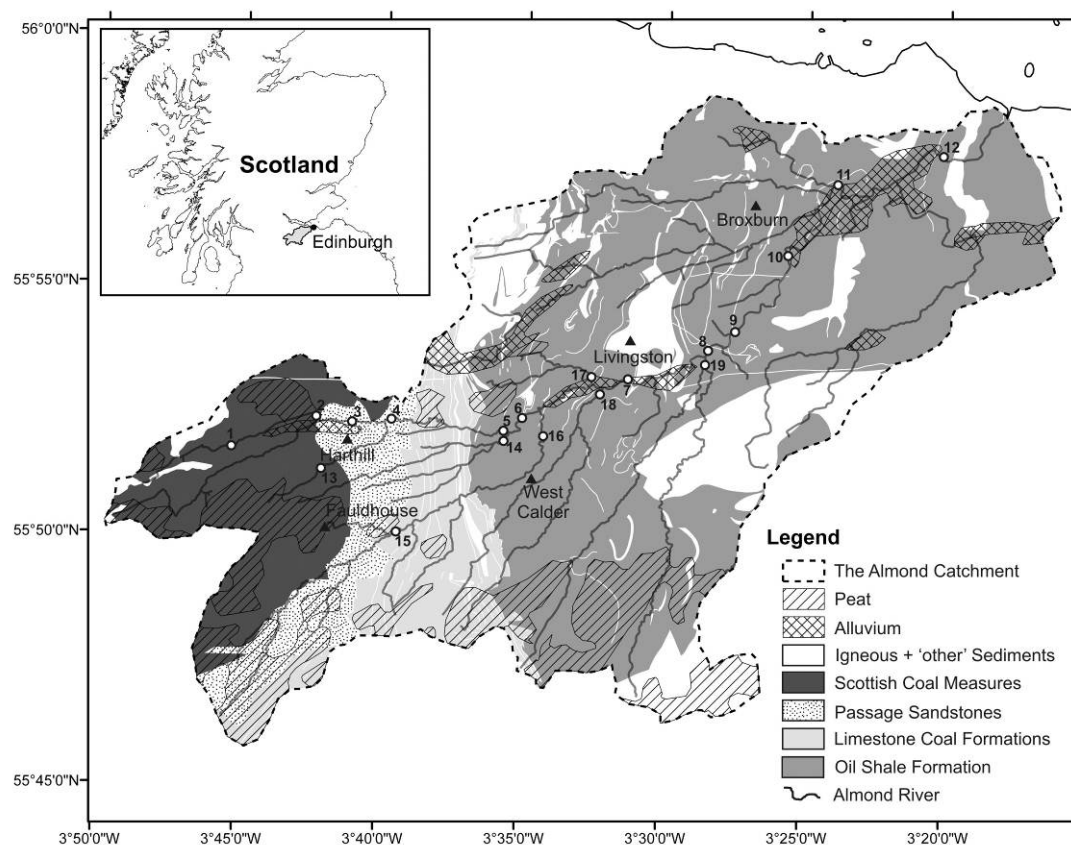 56°0'0"N
55°55'0"N
55°50'0"N
55°45'0"N
3°50'0"W
3°45'0"W
3°40'0"W
3°35'0"W
3°30'0"W
3°25'0"W
3°20'0"W
Scotland
Edinburgh
12
11
Broxburn
10
9
8
Livingston
19
17
7
18
6
5
16
14
4
2
3
1
Harthill
13
West
Calder
Fauldhouse
15
Legend
The Almond Catchment
Peat
Alluvium
Igneous + 'other' Sediments
Scottish Coal Measures
Passage Sandstones
Limestone Coal Formations
Oil Shale Formation
Almond River